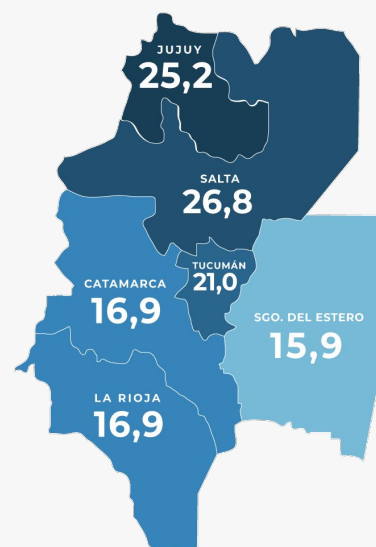 JUJUY
25,2
SALTA
26,8
TUCUMÁN
21,0
CATAMARCA
16,9
SGO. DEL ESTERO
15,9
LA RIOJA
16,9